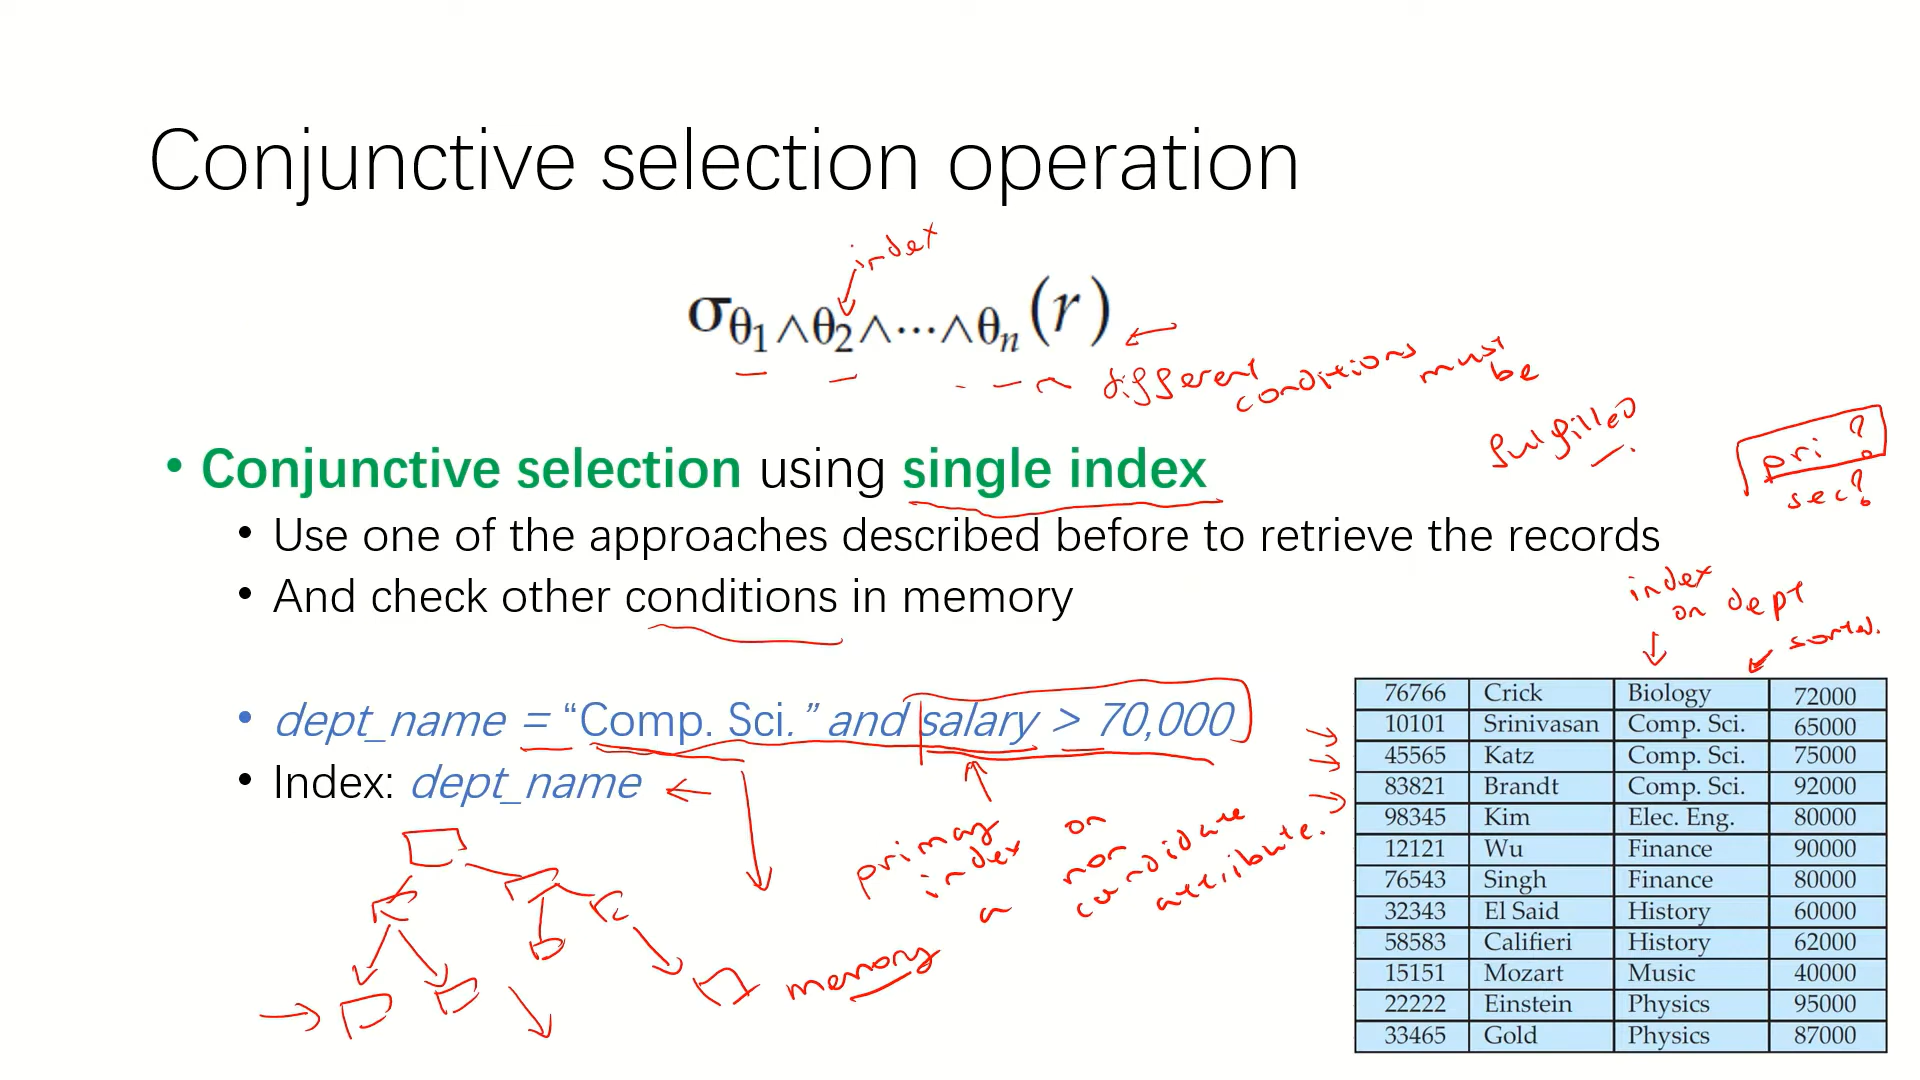 Conjunctive selection operation
index
σθ1∧θ2∧⋯∧θn(r)
different conditions must be
fulfilled
pri ?
sec?
• Conjunctive selection using single index
• Use one of the approaches described before to retrieve the records
• And check other conditions in memory
index
on dept
sorted.
• dept_name = “Comp. Sci.” and salary > 70,000
• Index: dept_name
primary index on
a non candidate
attribute.
memory
76766 Crick Biology 72000
10101 Srinivasan Comp. Sci. 65000
45565 Katz Comp. Sci. 75000
83821 Brandt Comp. Sci. 92000
98345 Kim Elec. Eng. 80000
12121 Wu Finance 90000
76543 Singh Finance 80000
32343 El Said History 60000
58583 Califieri History 62000
15151 Mozart Music 40000
22222 Einstein Physics 95000
33465 Gold Physics 87000